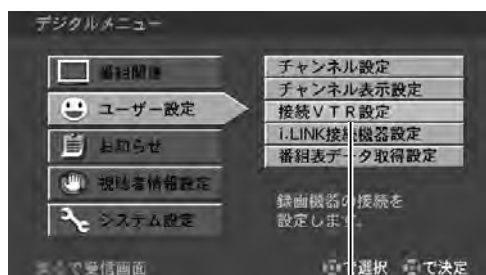 デジタルメニュー
番組関連
ユーザー設定
お知らせ
視聴者情報設定
システム設定
チャンネル設定
チャンネル表示設定
接続VTR設定
i.LINK接続機器設定
番組表データ取得設定
録画機器の接続を
設定します。
で受信画面
で選択 で決定